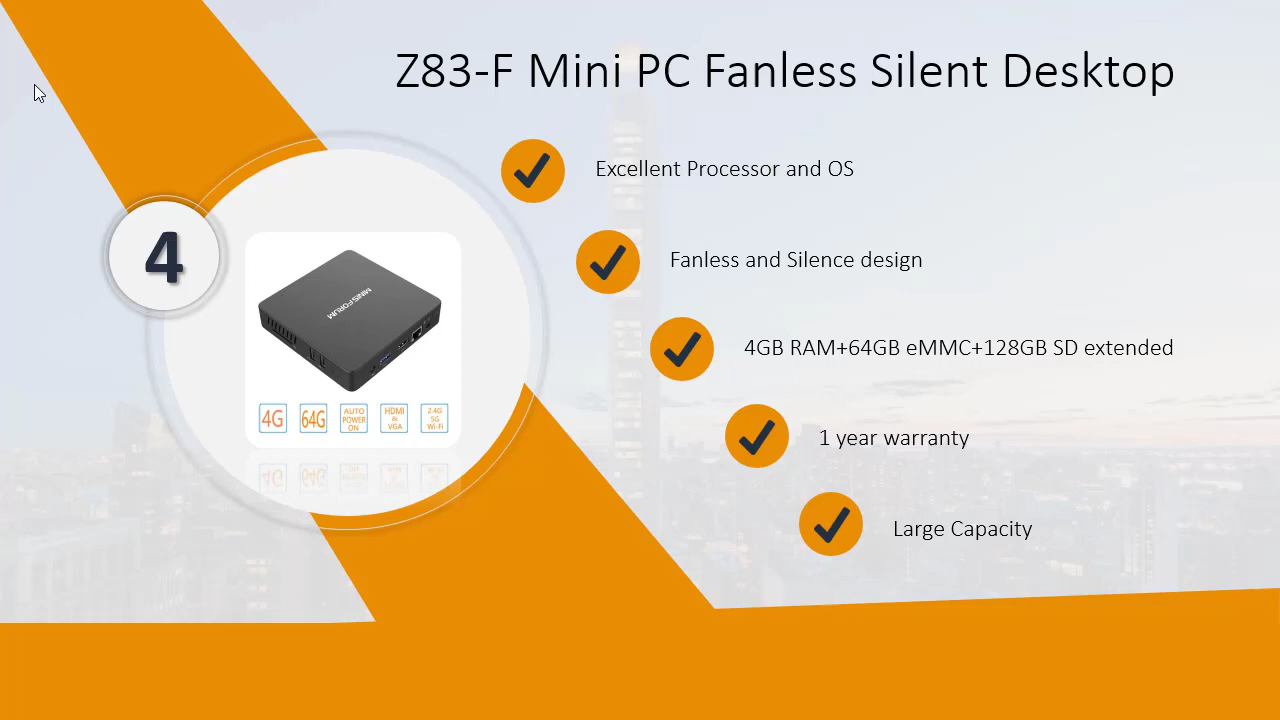 Z83-F Mini PC Fanless Silent Desktop
Excellent Processor and OS
4
Fanless and Silence design
MINISFORUM
4GB RAM+64GB eMMC+128GB SD extended
4G
64G
AUTO
POWER
ON
HDMI
&
VGA
2.4G
5G
Wi-Fi
1 year warranty
Large Capacity